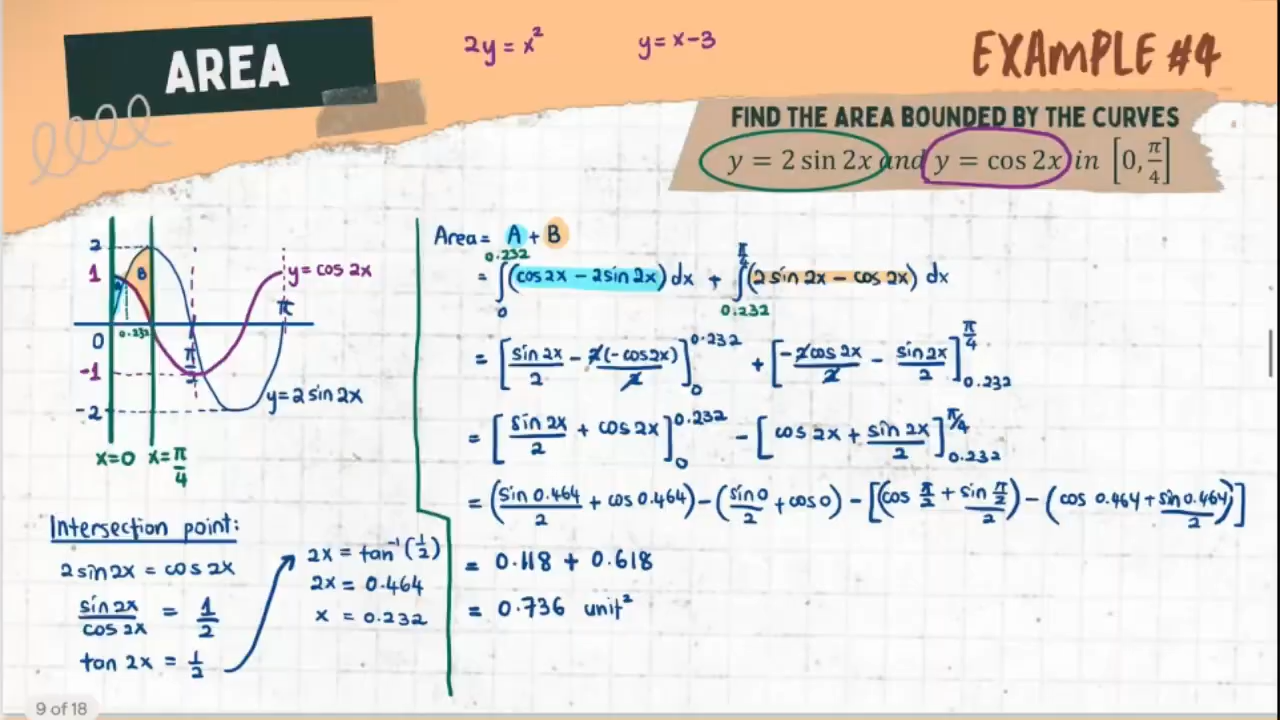 AREA
2y = x²
y = x-3
EXAMPLE #4
FIND THE AREA BOUNDED BY THE CURVES
y = 2 sin 2x and y = cos 2x in [0, π/4]
2
1
0
-1
-2
A
B
0.232
π/2
π
y = cos 2x
y = 2 sin 2x
x=0
x=π/4
Intersection point:
2 sin 2x = cos 2x
sin 2x / cos 2x = 1/2
tan 2x = 1/2
2x = tan⁻¹(1/2)
2x = 0.464
x = 0.232
Area = A + B
= ∫₀^0.232 (cos 2x - 2 sin 2x) dx + ∫_0.232^π/4 (2 sin 2x - cos 2x) dx
= [sin 2x/2 - 2(-cos 2x)/2]₀^0.232 + [-2 cos 2x/2 - sin 2x/2]_0.232^π/4
= [sin 2x/2 + cos 2x]₀^0.232 - [cos 2x + sin 2x/2]_0.232^π/4
= (sin 0.464/2 + cos 0.464) - (sin 0/2 + cos 0) - [(cos π/2 + sin π/2 /2) - (cos 0.464 + sin 0.464/2)]
= 0.118 + 0.618
= 0.736 unit²
9 of 18